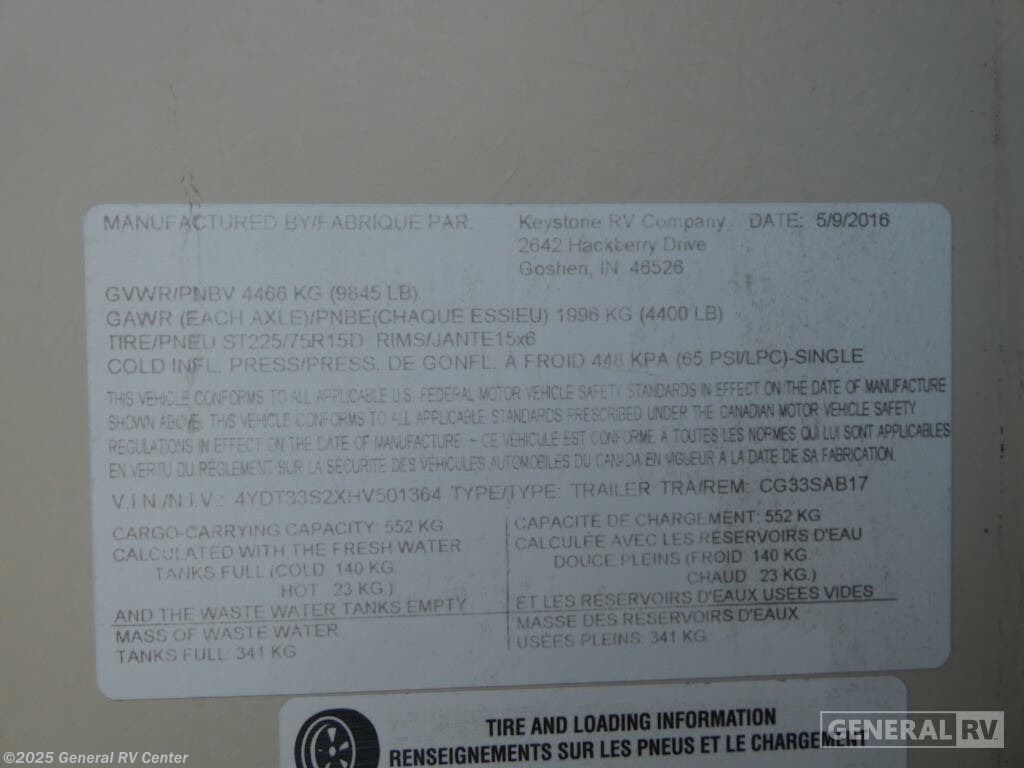 MANUFACTURED BY/FABRIQUE PAR. Keystone RV Company DATE: 5/9/2016
2642 Hackberry Drive
Goshen, IN 46526
GVWR/PNBV 4466 KG (9845 LB)
GAWR (EACH AXLE)/PNBE(CHAQUE ESSIEU) 1996 KG (4400 LB)
TIRE/PNEU ST225/75R15D RIMS/JANTE15x6
COLD INFL. PRESS/PRESS. DE GONFL. À FROID 448 KPA (65 PSI/LPC)-SINGLE
THIS VEHICLE CONFORMS TO ALL APPLICABLE U.S. FEDERAL MOTOR VEHICLE SAFETY STANDARDS IN EFFECT ON THE DATE OF MANUFACTURE
SHOWN ABOVE. THIS VEHICLE CONFORMS TO ALL APPLICABLE STANDARDS PRESCRIBED UNDER THE CANADIAN MOTOR VEHICLE SAFETY
REGULATIONS IN EFFECT ON THE DATE OF MANUFACTURE. - CE VÉHICULE EST CONFORME À TOUTES LES NORMES QUI LUI SONT APPLICABLES
EN VERTU DU RÈGLEMENT SUR LA SÉCURITÉ DES VÉHICULES AUTOMOBILES DU CANADA EN VIGUEUR À LA DATE DE SA FABRICATION.
V.I.N./N.I.V.: 4YDT33S2XHV501364 TYPE/TYPE: TRAILER TRA/REM: CG33SAB17
CARGO-CARRYING CAPACITY: 552 KG
CALCULATED WITH THE FRESH WATER
TANKS FULL (COLD 140 KG
HOT 23 KG.)
AND THE WASTE WATER TANKS EMPTY
MASS OF WASTE WATER
TANKS FULL: 341 KG
CAPACITE DE CHARGEMENT: 552 KG
CALCULÉE AVEC LES RÉSERVOIRS D'EAU
DOUCE PLEINS (FROID 140 KG
CHAUD 23 KG.)
ET LES RÉSERVOIRS D'EAUX USÉES VIDES
MASSE DES RÉSERVOIRS D'EAUX
USÉES PLEINS: 341 KG
TIRE AND LOADING INFORMATION
RENSEIGNEMENTS SUR LES PNEUS ET LE CHARGEMENT
GENERAL RV
©2025 General RV Center